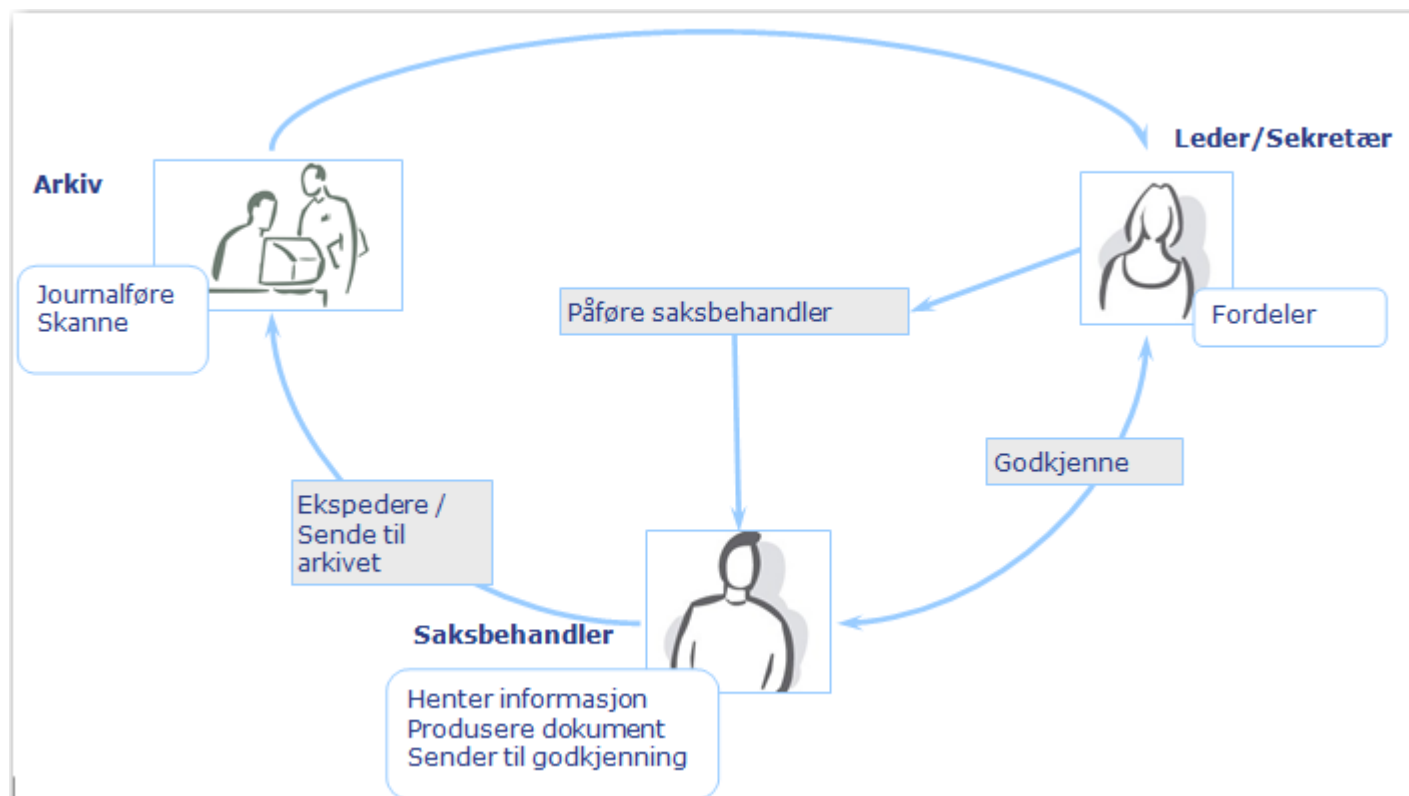 Leder/Sekretær
Arkiv
Journalføre
Skanne
Påføre saksbehandler
Fordeler
Godkjenne
Ekspedere /
Sende til
arkivet
Saksbehandler
Henter informasjon
Produsere dokument
Sender til godkjenning